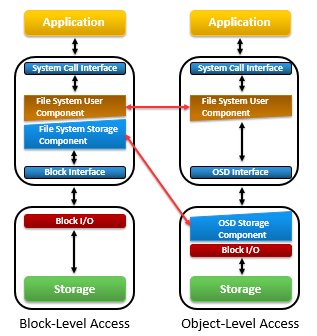 Application
System Call Interface
File System User
Component
File System Storage
Component
Block Interface
Block I/O
Storage
Block-Level Access
Application
System Call Interface
File System User
Component
OSD Interface
OSD Storage
Component
Block I/O
Storage
Object-Level Access